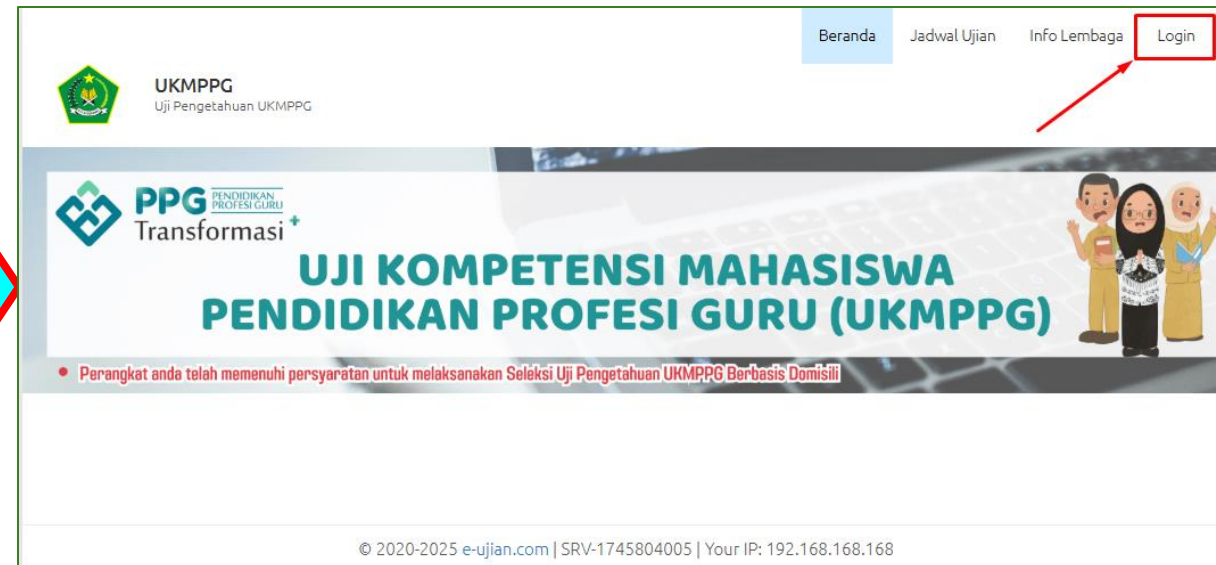 Beranda Jadwal Ujian Info Lembaga Login
UKMPPG
Uji Pengetahuan UKMPPG
PPG PENDIDIKAN
PROFESI GURU
Transformasi +
UJI KOMPETENSI MAHASISWA
PENDIDIKAN PROFESI GURU (UKMPPG)
• Perangkat anda telah memenuhi persyaratan untuk melaksanakan Seleksi Uji Pengetahuan UKMPPG Berbasis Domisili
© 2020-2025 e-ujian.com | SRV-1745804005 | Your IP: 192.168.168.168